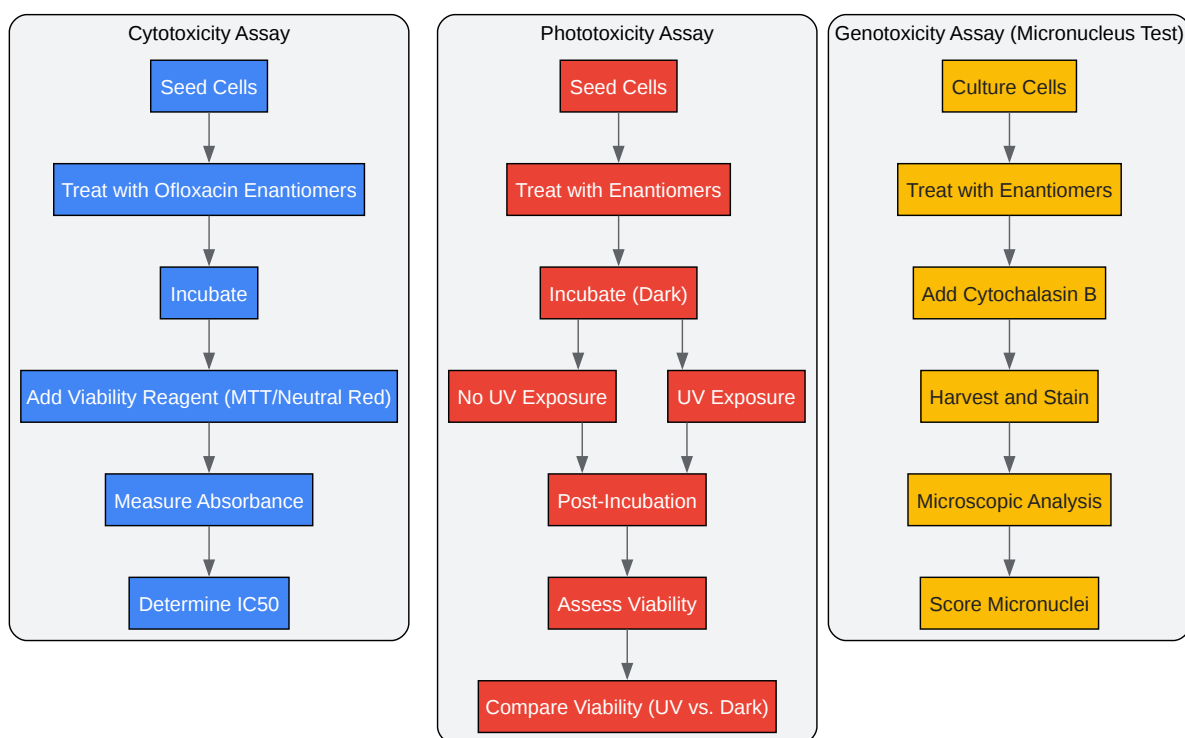 Cytotoxicity Assay
Seed Cells
Treat with Ofloxacin Enantiomers
Incubate
Add Viability Reagent (MTT/Neutral Red)
Measure Absorbance
Determine IC50
Phototoxicity Assay
Seed Cells
Treat with Enantiomers
Incubate (Dark)
No UV Exposure
UV Exposure
Post-Incubation
Assess Viability
Compare Viability (UV vs. Dark)
Genotoxicity Assay (Micronucleus Test)
Culture Cells
Treat with Enantiomers
Add Cytochalasin B
Harvest and Stain
Microscopic Analysis
Score Micronuclei